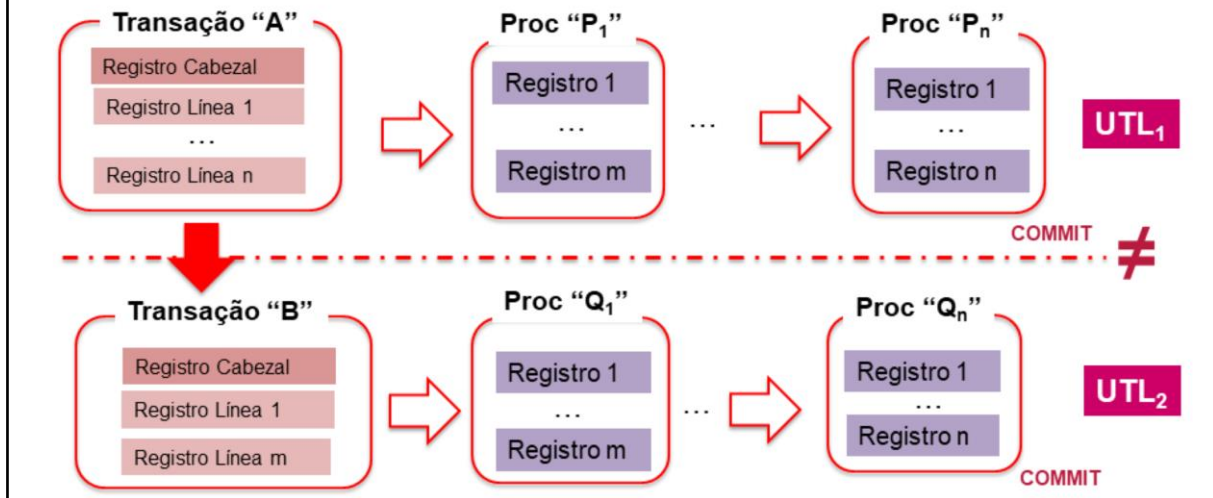 Transação “A”
Registro Cabezal
Registro Línea 1
...
Registro Línea n
Proc “P₁”
Registro 1
...
Registro m
...
Proc “Pₙ”
Registro 1
...
Registro n
UTL₁
COMMIT
≠
Transação “B”
Registro Cabezal
Registro Línea 1
Registro Línea m
Proc “Q₁”
Registro 1
...
Registro m
...
Proc “Qₙ”
Registro 1
...
Registro n
UTL₂
COMMIT